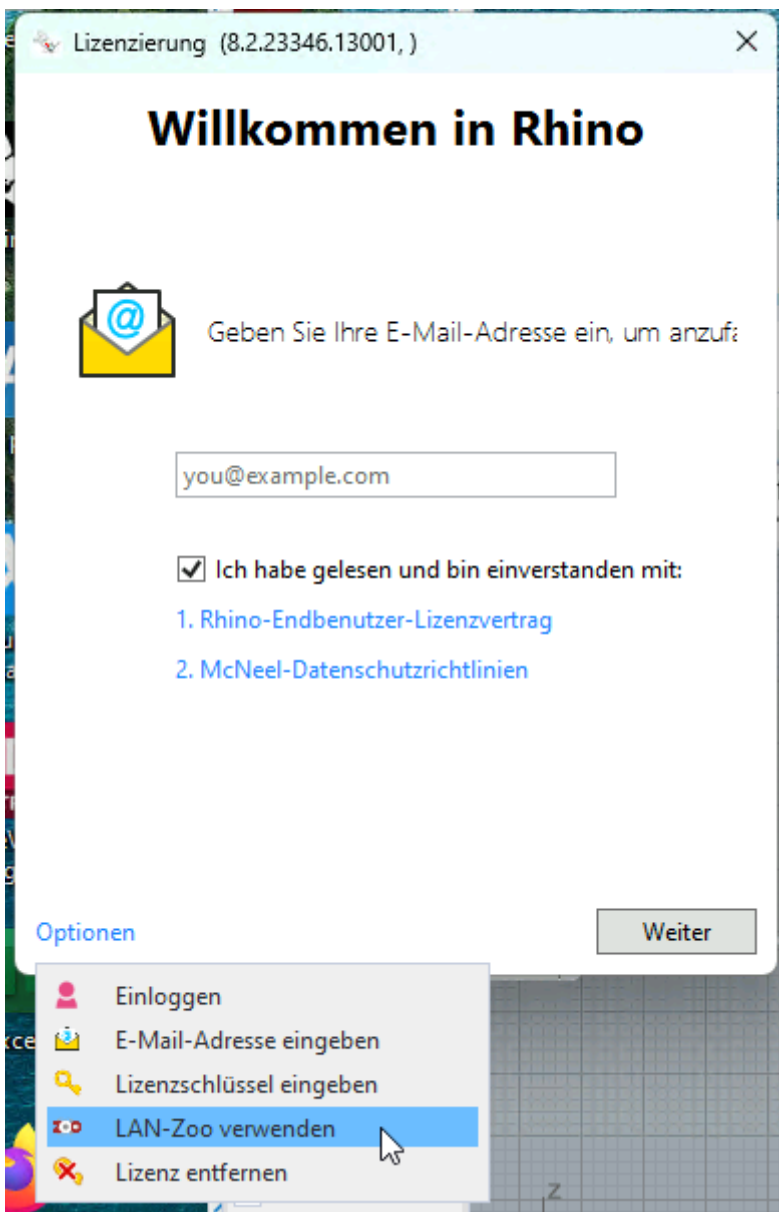 Lizenzierung (8.2.23346.13001, )
Willkommen in Rhino
@
Geben Sie Ihre E-Mail-Adresse ein, um anzufa
you@example.com
Ich habe gelesen und bin einverstanden mit:
1. Rhino-Endbenutzer-Lizenzvertrag
2. McNeel-Datenschutzrichtlinien
Optionen
Weiter
Einloggen
E-Mail-Adresse eingeben
Lizenzschlüssel eingeben
LAN-Zoo verwenden
Lizenz entfernen
z